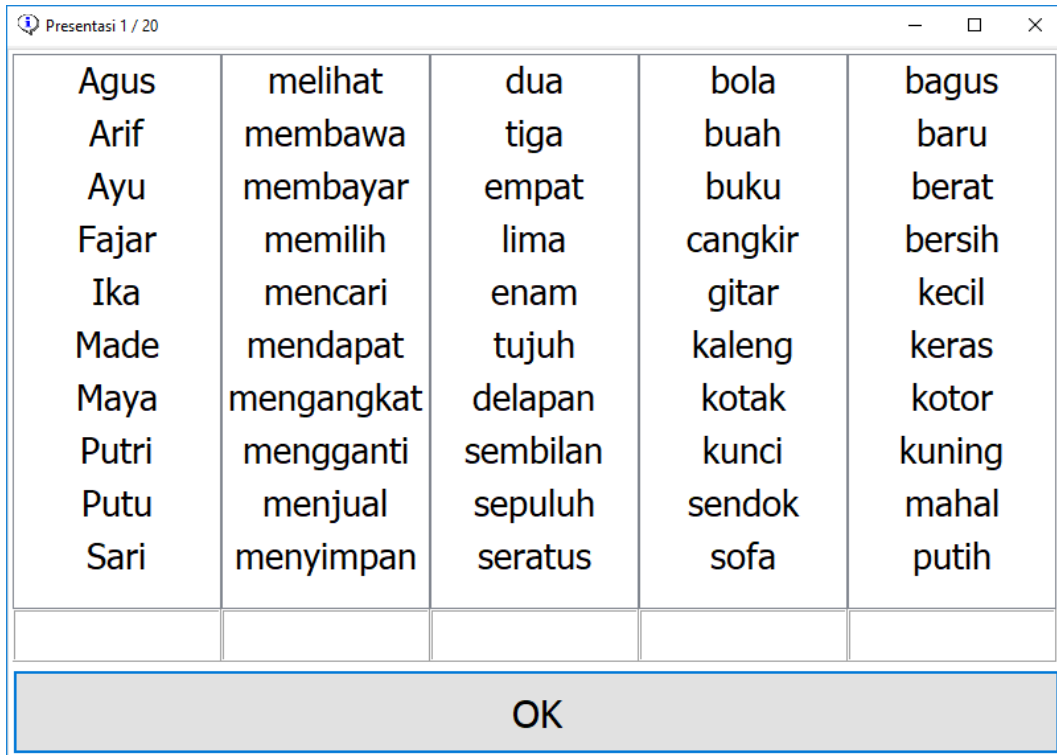 Presentasi 1 / 20
Agus melihat dua bola bagus
Arif membawa tiga buah baru
Ayu membayar empat buku berat
Fajar memilih lima cangkir bersih
Ika mencari enam gitar kecil
Made mendapat tujuh kaleng keras
Maya mengangkat delapan kotak kotor
Putri mengganti sembilan kunci kuning
Putu menjual sepuluh sendok mahal
Sari menyimpan seratus sofa putih
OK